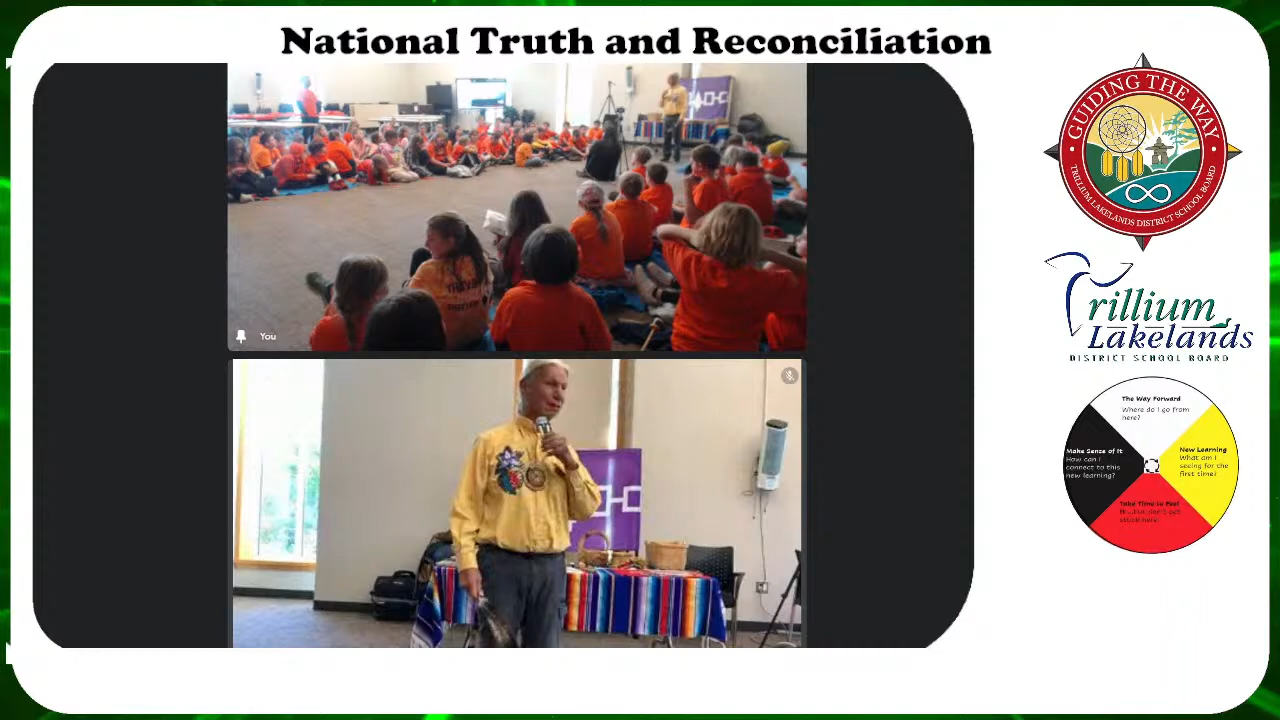 National Truth and Reconciliation
You
GUIDING THE WAY
TRILLIUM LAKELANDS DISTRICT SCHOOL BOARD
Trillium
Lakelands
DISTRICT SCHOOL BOARD
The Way Forward
Where do I go from
here?
Make Sense of It
How can I
connect to this
new learning?
New Learning
What am I
seeing for the
first time?
Take Time to Feel